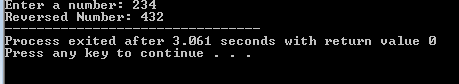 Enter a number: 234
Reversed Number: 432
--------------------------------
Process exited after 3.061 seconds with return value 0
Press any key to continue . . .